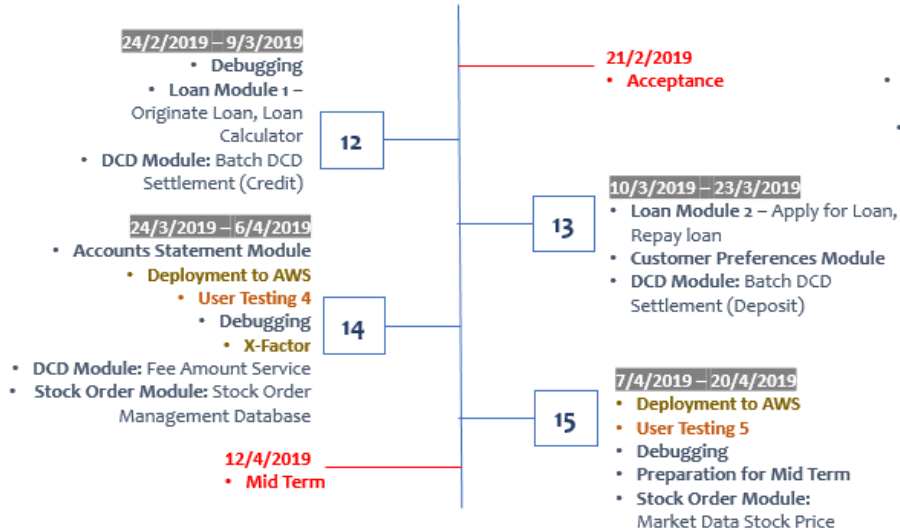 24/2/2019 – 9/3/2019
• Debugging
• Loan Module 1 –
Originate Loan, Loan
Calculator
• DCD Module: Batch DCD
Settlement (Credit)
12
21/2/2019
• Acceptance
•
•
10/3/2019 – 23/3/2019
• Loan Module 2 – Apply for Loan,
Repay loan
• Customer Preferences Module
• DCD Module: Batch DCD
Settlement (Deposit)
13
24/3/2019 – 6/4/2019
• Accounts Statement Module
• Deployment to AWS
• User Testing 4
• Debugging
• X-Factor
• DCD Module: Fee Amount Service
• Stock Order Module: Stock Order
Management Database
14
7/4/2019 – 20/4/2019
• Deployment to AWS
• User Testing 5
• Debugging
• Preparation for Mid Term
• Stock Order Module:
Market Data Stock Price
15
12/4/2019
• Mid Term